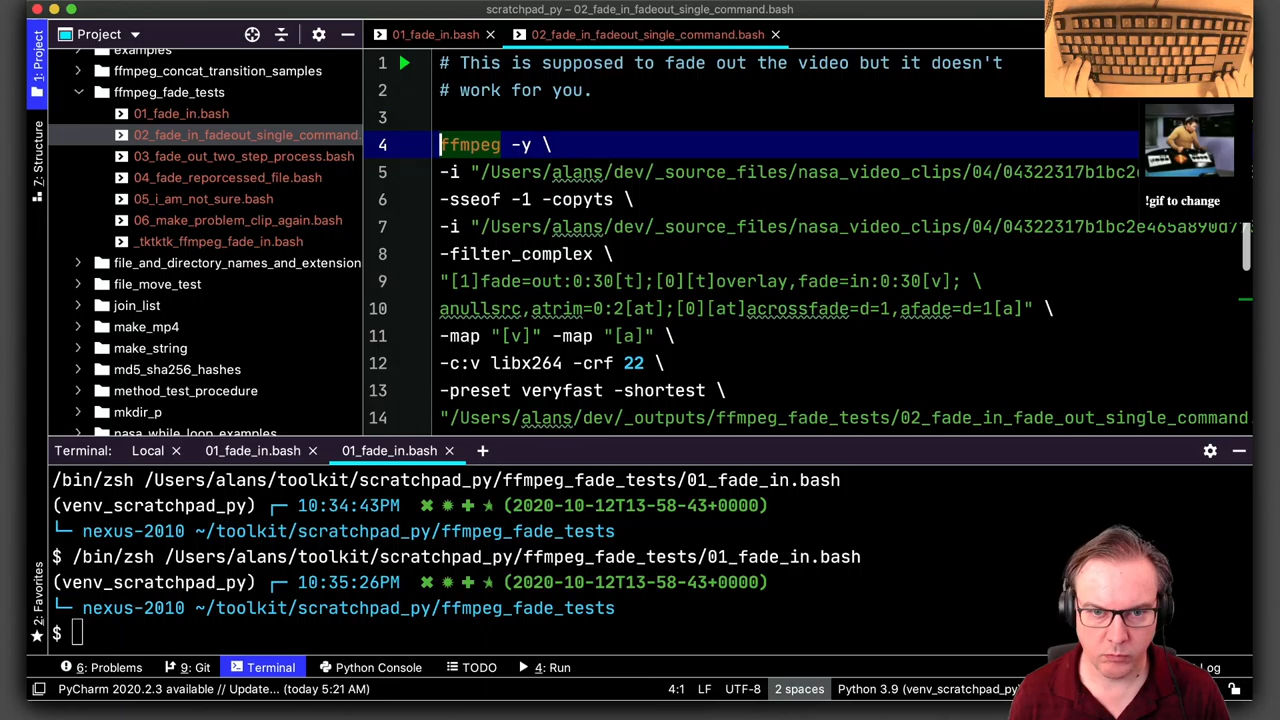 scratchpad_py – 02_fade_in_fadeout_single_command.bash
Project
01_fade_in.bash
02_fade_in_fadeout_single_command.bash
1: Project
7: Structure
2: Favorites
examples
ffmpeg_concat_transition_samples
ffmpeg_fade_tests
01_fade_in.bash
02_fade_in_fadeout_single_command.
03_fade_out_two_step_process.bash
04_fade_reporcessed_file.bash
05_i_am_not_sure.bash
06_make_problem_clip_again.bash
_tktktk_ffmpeg_fade_in.bash
file_and_directory_names_and_extension
file_move_test
join_list
make_mp4
make_string
md5_sha256_hashes
method_test_procedure
mkdir_p
nasa_while_loop_examples
1 # This is supposed to fade out the video but it doesn't
2 # work for you.
3
4 ffmpeg -y \
5 -i "/Users/alans/dev/_source_files/nasa_video_clips/04/04322317b1bc2
6 -sseof -1 -copyts \
7 -i "/Users/alans/dev/_source_files/nasa_video_clips/04/04322317b1bc2e465a890d7
8 -filter_complex \
9 "[1]fade=out:0:30[t];[0][t]overlay,fade=in:0:30[v]; \
10 anullsrc,atrim=0:2[at];[0][at]acrossfade=d=1,afade=d=1[a]" \
11 -map "[v]" -map "[a]" \
12 -c:v libx264 -crf 22 \
13 -preset veryfast -shortest \
14 "/Users/alans/dev/_outputs/ffmpeg_fade_tests/02_fade_in_fade_out_single_command.
!gif to change
Terminal: Local 01_fade_in.bash 01_fade_in.bash +
/bin/zsh /Users/alans/toolkit/scratchpad_py/ffmpeg_fade_tests/01_fade_in.bash
(venv_scratchpad_py) ┌─ 10:34:43PM ✖ ✹ ✚ ★ (2020-10-12T13-58-43+0000)
└─ nexus-2010 ~/toolkit/scratchpad_py/ffmpeg_fade_tests
$ /bin/zsh /Users/alans/toolkit/scratchpad_py/ffmpeg_fade_tests/01_fade_in.bash
(venv_scratchpad_py) ┌─ 10:35:26PM ✖ ✹ ✚ ★ (2020-10-12T13-58-43+0000)
└─ nexus-2010 ~/toolkit/scratchpad_py/ffmpeg_fade_tests
$
6: Problems 9: Git Terminal Python Console TODO 4: Run Log
PyCharm 2020.2.3 available // Update... (today 5:21 AM) 4:1 LF UTF-8 2 spaces Python 3.9 (venv_scratchpad_py)